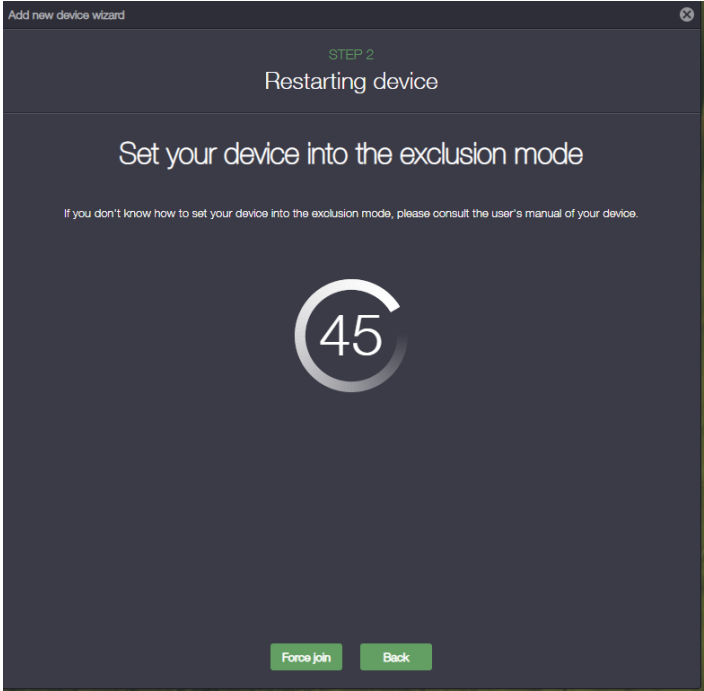 Add new device wizard
STEP 2
Restarting device
Set your device into the exclusion mode
If you don't know how to set your device into the exclusion mode, please consult the user's manual of your device.
45
Force join
Back